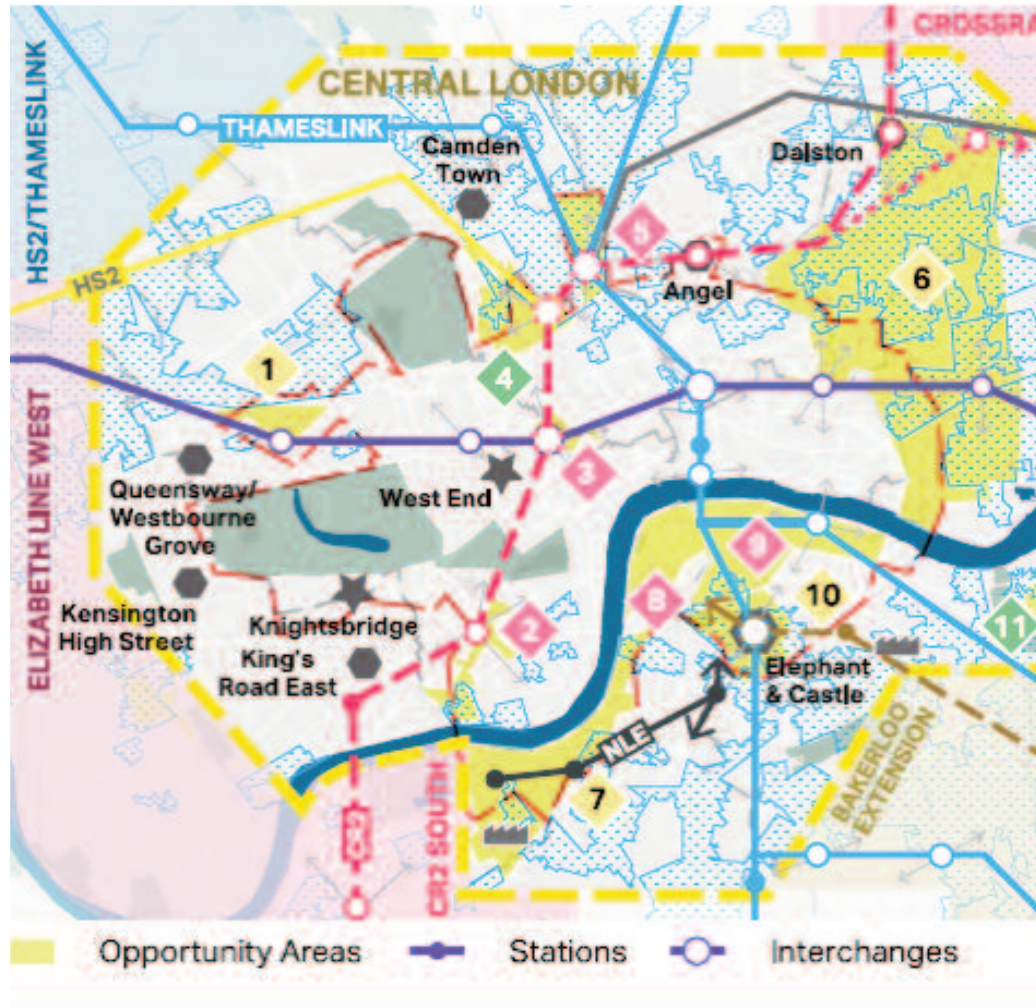 CROSSRA
HS2/THAMESLINK
CENTRAL LONDON
THAMESLINK
Camden
Town
Dalston
5
HS2
Angel
6
1
4
ELIZABETH LINE WEST
Queensway/
Westbourne
Grove
West End
3
9
Kensington
High Street
Knightsbridge
2
8
10
11
King's
Road East
Elephant
& Castle
NLE
BAKERLOO
EXTENSION
7
CR2
CR2 SOUTH
Opportunity Areas
Stations
Interchanges